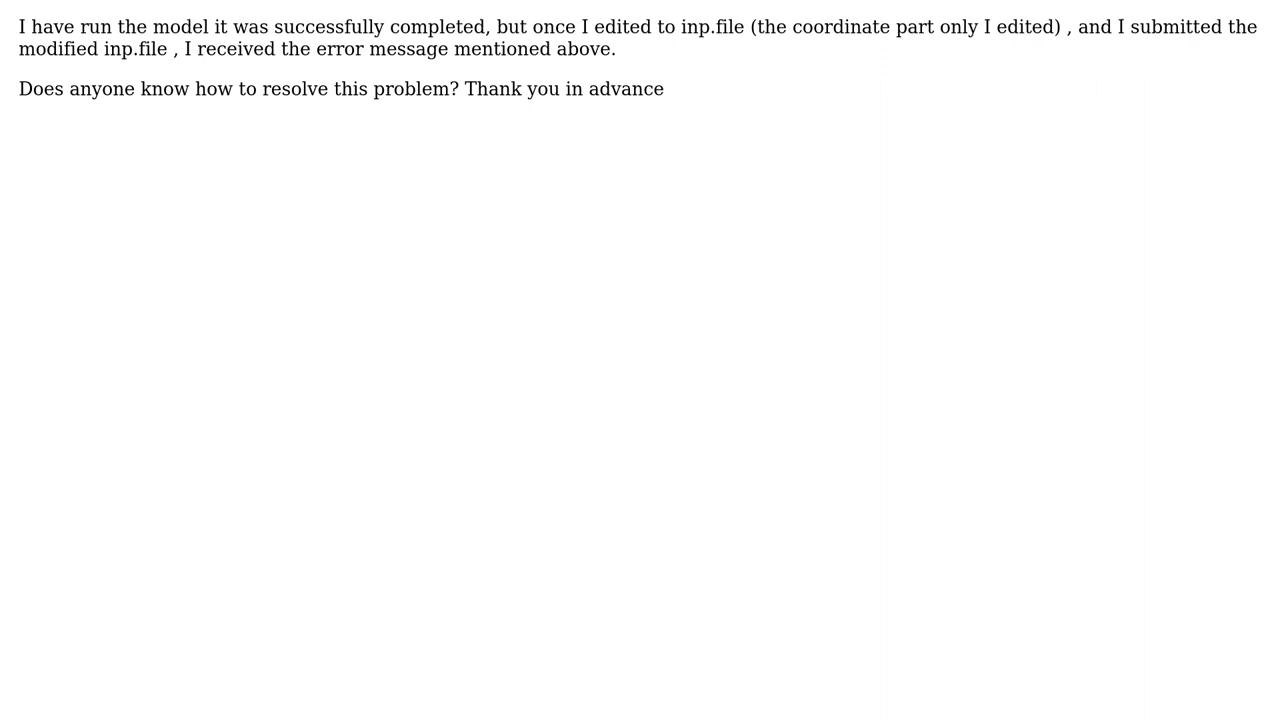 I have run the model it was successfully completed, but once I edited to inp.file (the coordinate part only I edited) , and I submitted the
modified inp.file , I received the error message mentioned above.
Does anyone know how to resolve this problem? Thank you in advance